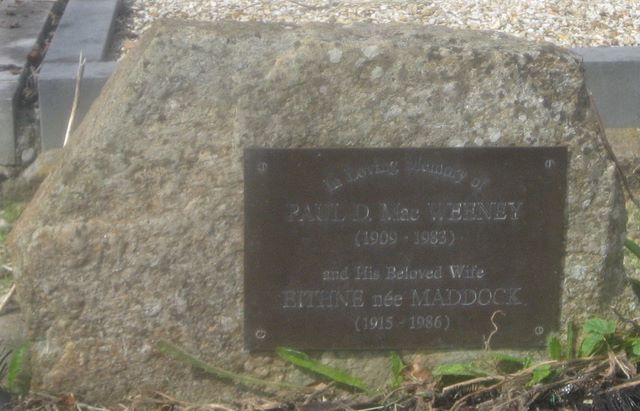 In Loving Memory of
PAUL D. Mac WEENEY
(1909 - 1983)
and His Beloved Wife
EITHNE née MADDOCK
(1915 - 1986)